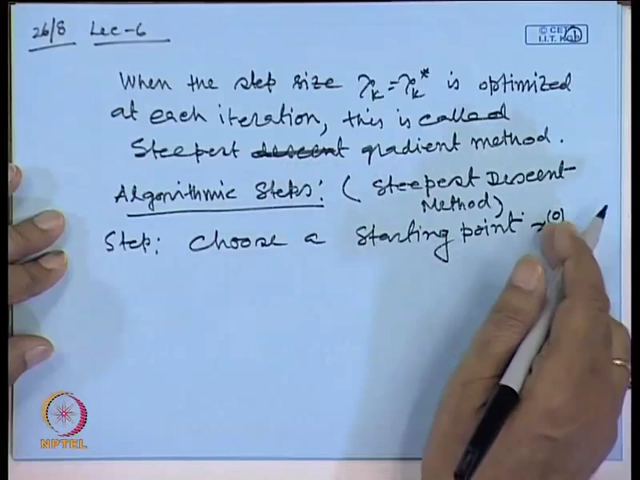 26/8 Lec-6
© CET
I.I.T. KGP
When the step size λₖ=λₖ* is optimized
at each iteration, this is called
Steepest descent gradient method.
Algorithmic Steps: ( Steepest Descent
Method)
Step: Choose a starting point x⁽⁰⁾
NPTEL